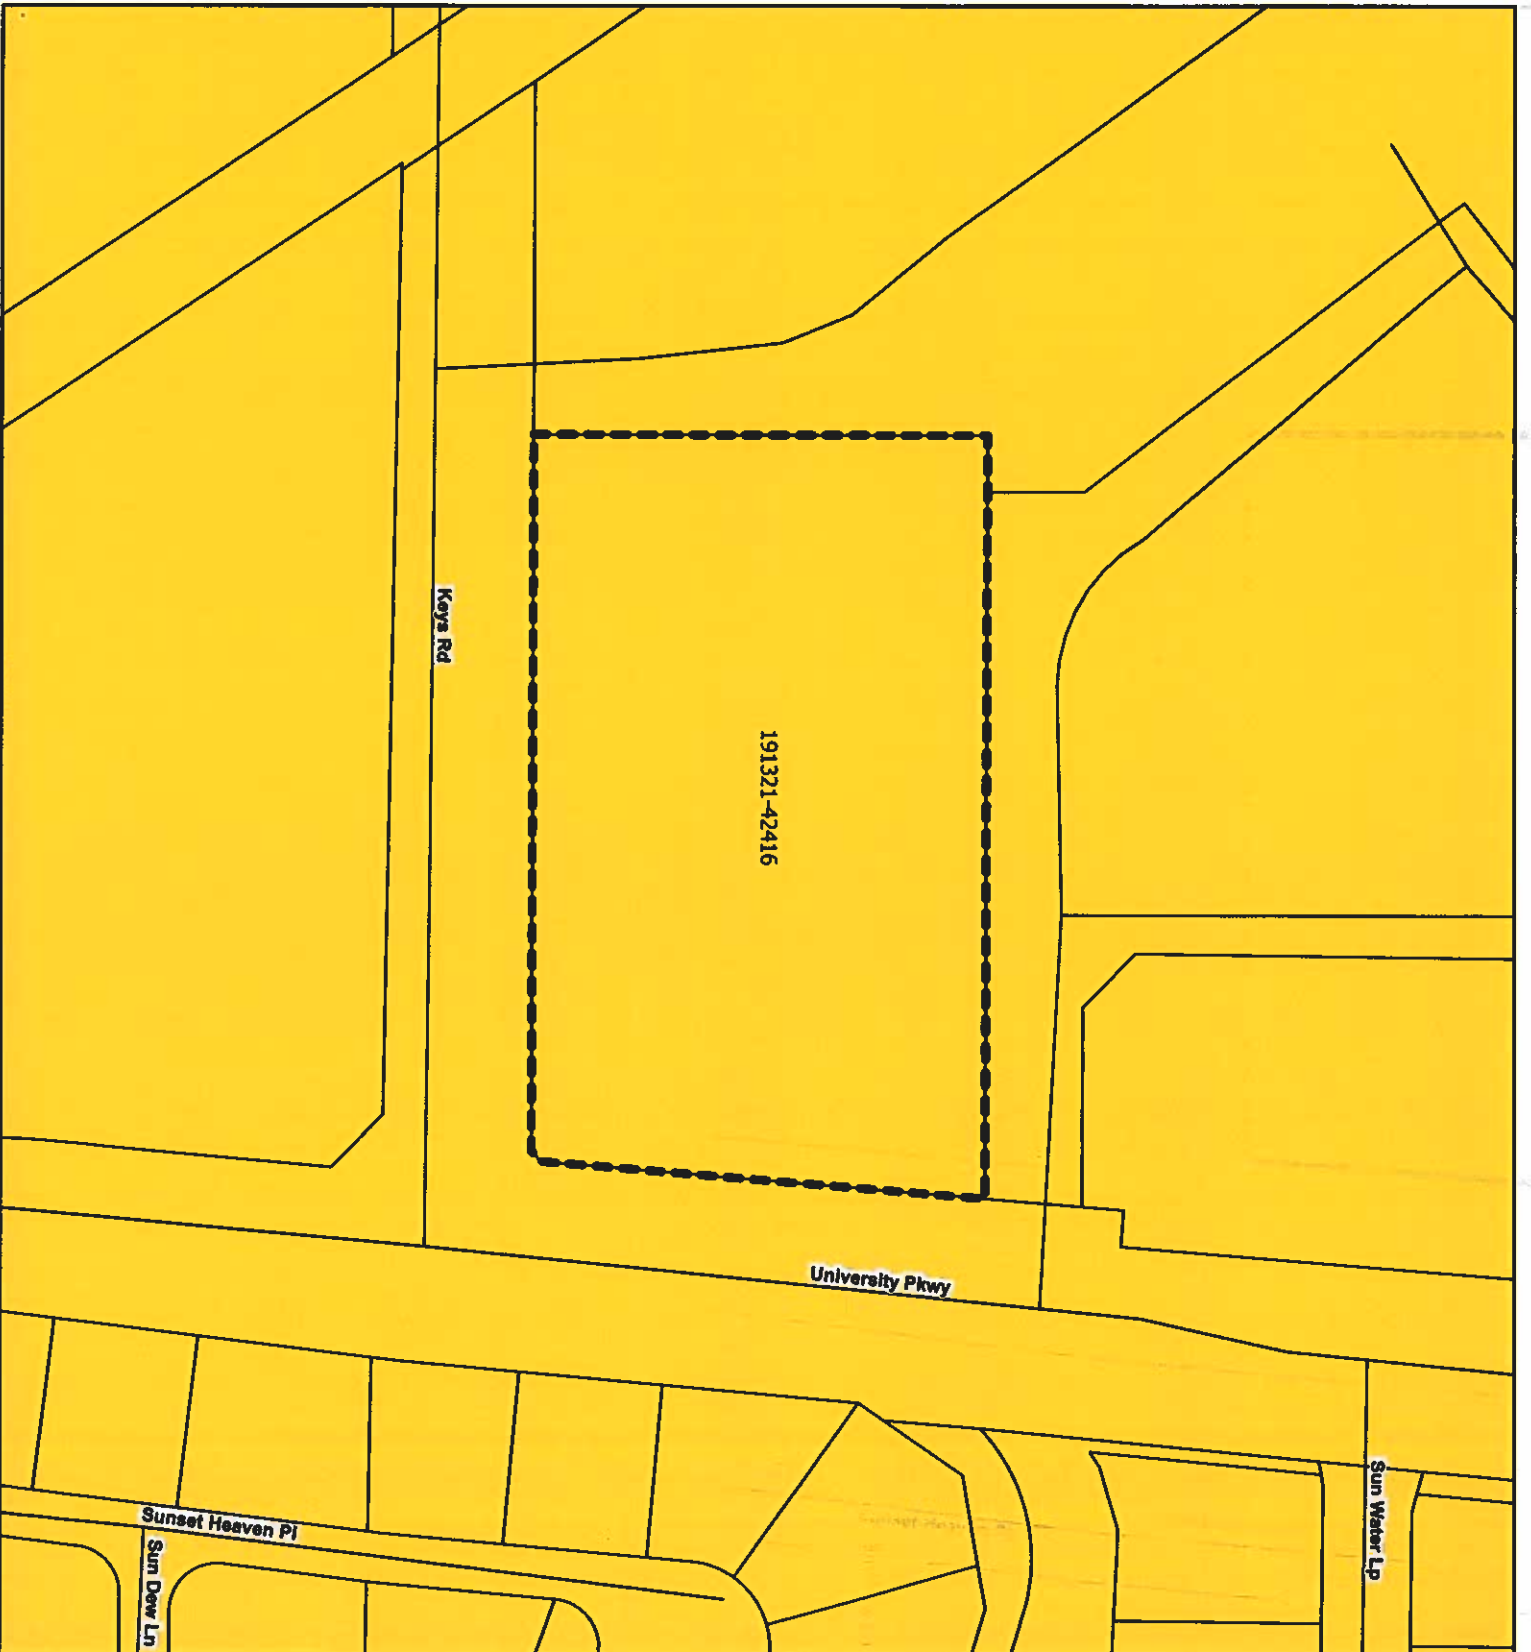 Keys Rd
191321-42416
University Pkwy
Sun Water Lp
Sunset Heaven Pl
Sun Dew Ln